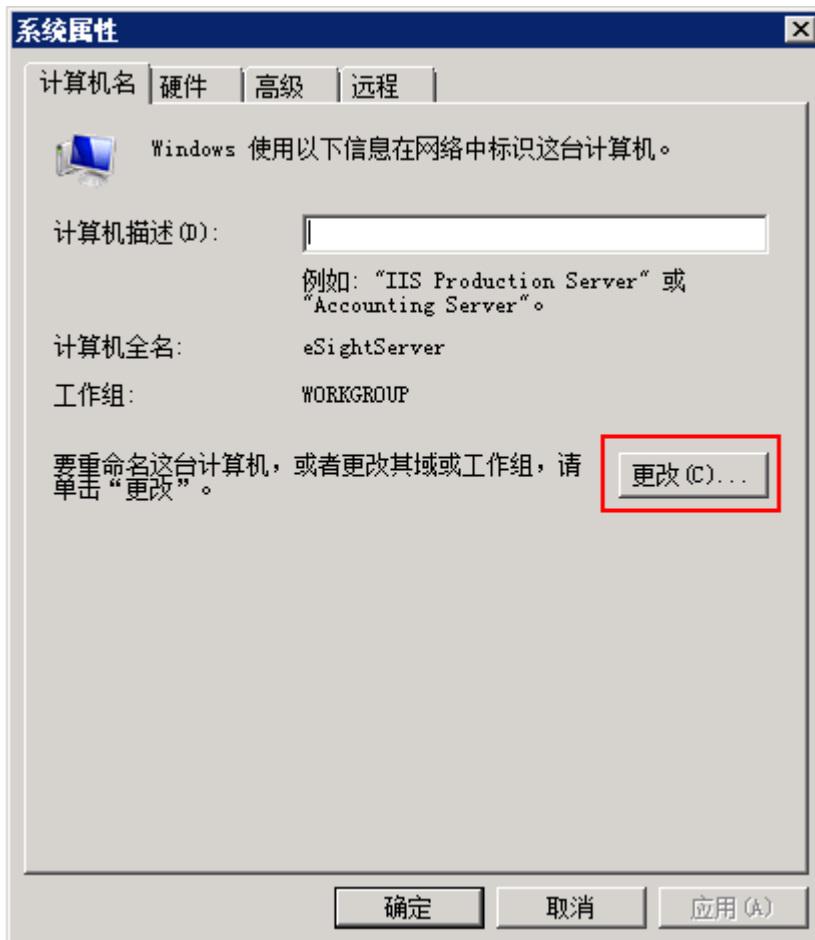 系统属性
计算机名 硬件 高级 远程
Windows 使用以下信息在网络中标识这台计算机。
计算机描述(D):
例如: "IIS Production Server" 或
"Accounting Server"。
计算机全名: eSightServer
工作组: WORKGROUP
要重命名这台计算机，或者更改其域或工作组，请
单击“更改”。
更改(C)...
确定 取消 应用(A)